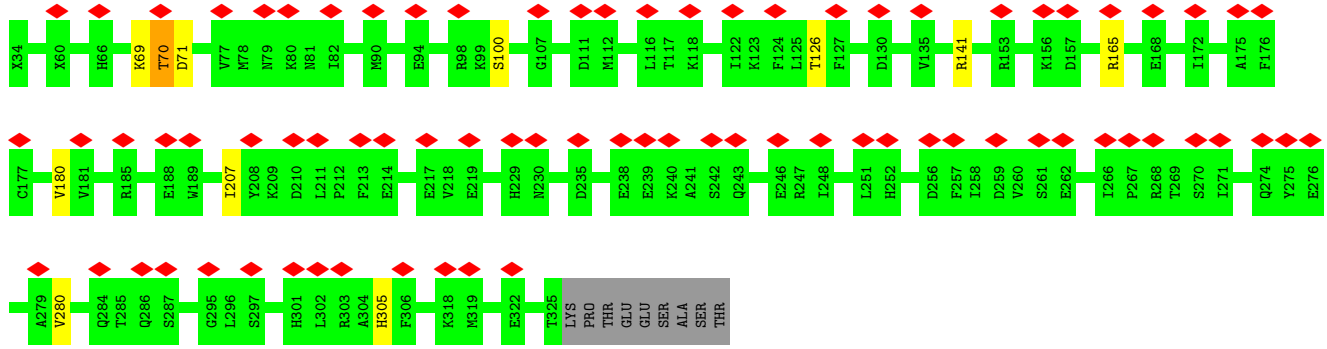 X34 X60 H66 K69 T70 D71 V77 M78 N79 K80 N81 I82 M90 E94 R98 K99 S100 G107 D111 M112 L116 T117 K118 I122 K123 F124 L125 T126 F127 D130 V135 R141 R153 K156 D157 R165 E168 I172 A175 F176
C177 V180 V181 R185 E188 W189 I207 Y208 K209 D210 L211 P212 F213 E214 E217 V218 E219 H229 N230 D235 E238 E239 K240 A241 S242 Q243 E246 R247 I248 L251 H252 D256 F257 I258 D259 V260 S261 E262 I266 P267 R268 T269 S270 I271 Q274 Y275 E276
A279 V280 Q284 T285 Q286 S287 G295 L296 S297 H301 L302 R303 A304 H305 F306 K318 M319 E322 T325 LYS PRO THR GLU GLU SER ALA SER THR